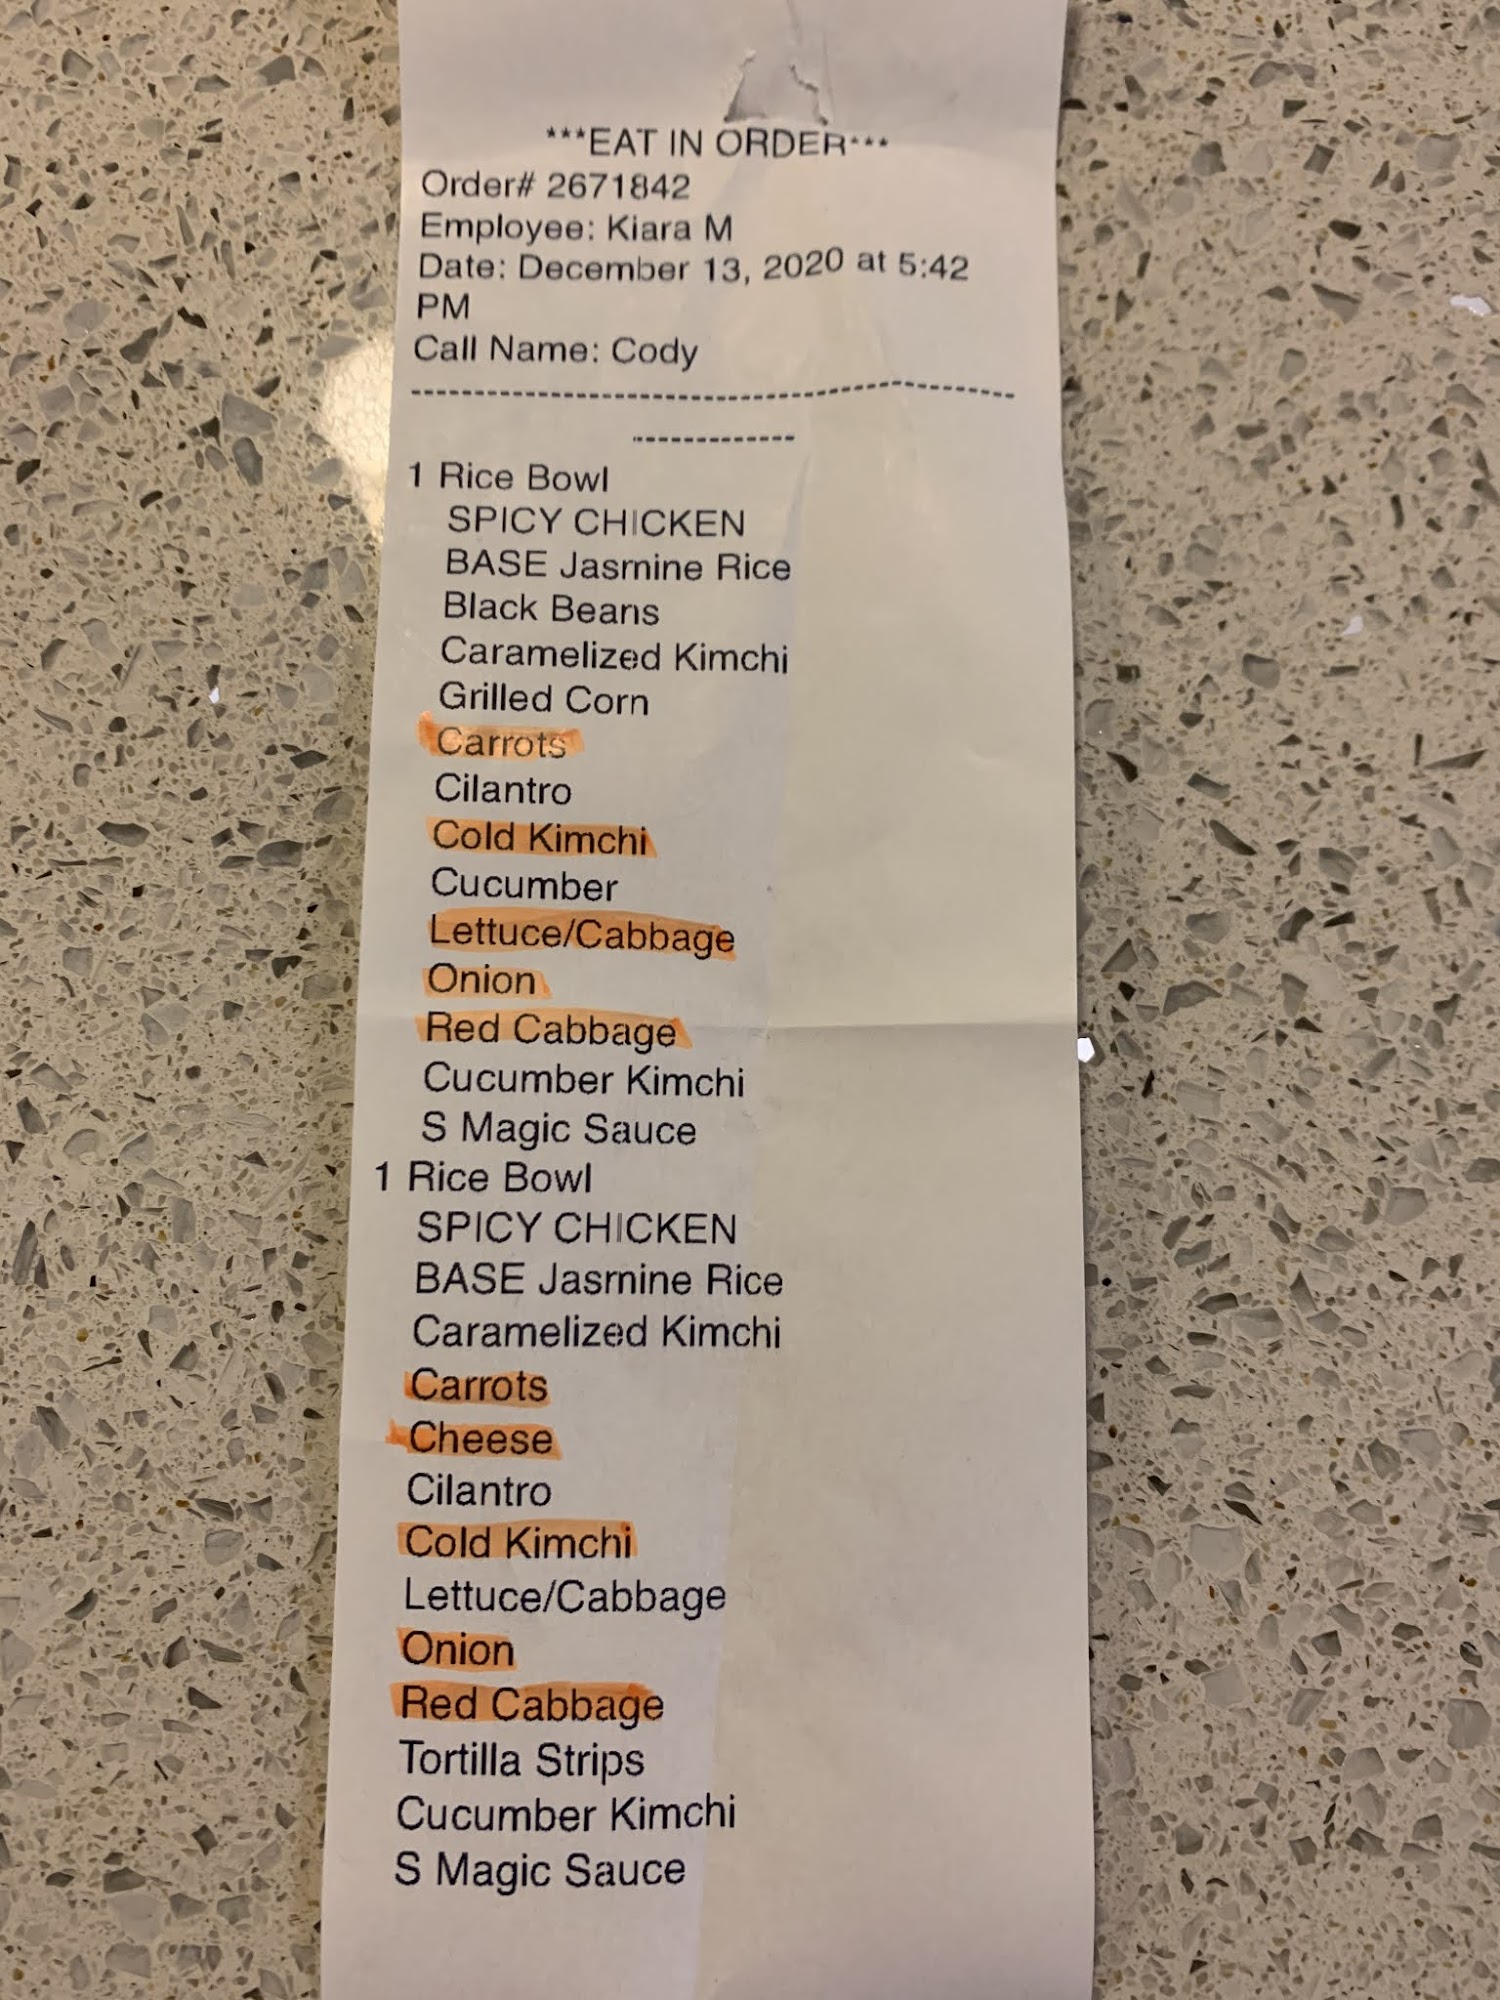 ***EAT IN ORDER***
Order# 2671842
Employee: Kiara M
Date: December 13, 2020 at 5:42
PM
Call Name: Cody
--------------------------------------------------
-------------
1 Rice Bowl
SPICY CHICKEN
BASE Jasmine Rice
Black Beans
Caramelized Kimchi
Grilled Corn
Carrots
Cilantro
Cold Kimchi
Cucumber
Lettuce/Cabbage
Onion
Red Cabbage
Cucumber Kimchi
S Magic Sauce
1 Rice Bowl
SPICY CHICKEN
BASE Jasmine Rice
Caramelized Kimchi
Carrots
Cheese
Cilantro
Cold Kimchi
Lettuce/Cabbage
Onion
Red Cabbage
Tortilla Strips
Cucumber Kimchi
S Magic Sauce